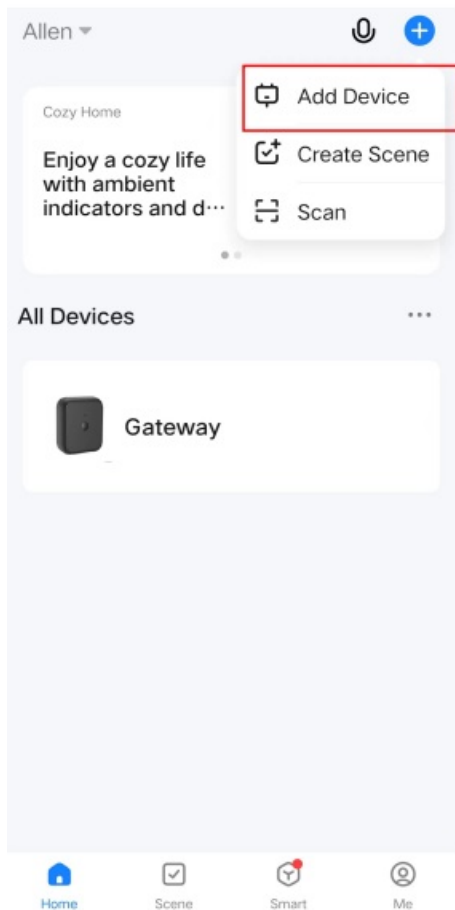 Allen
Add Device
Cozy Home
Enjoy a cozy life
with ambient
indicators and d···
Create Scene
Scan
All Devices
Gateway
Home
Scene
Smart
Me